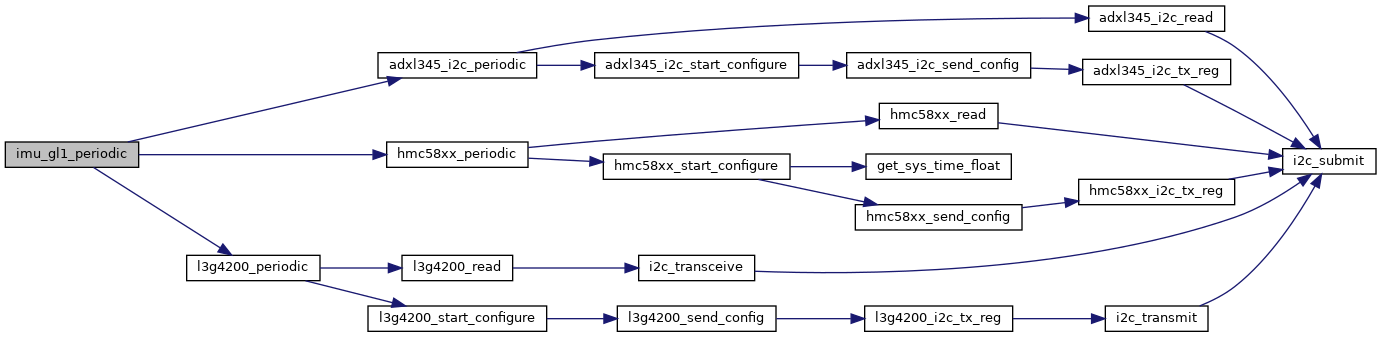 adxl345_i2c_read
adxl345_i2c_periodic
adxl345_i2c_start_configure
adxl345_i2c_send_config
adxl345_i2c_tx_reg
hmc58xx_read
imu_gl1_periodic
hmc58xx_periodic
hmc58xx_start_configure
get_sys_time_float
i2c_submit
hmc58xx_i2c_tx_reg
hmc58xx_send_config
l3g4200_periodic
l3g4200_read
i2c_transceive
l3g4200_start_configure
l3g4200_send_config
l3g4200_i2c_tx_reg
i2c_transmit